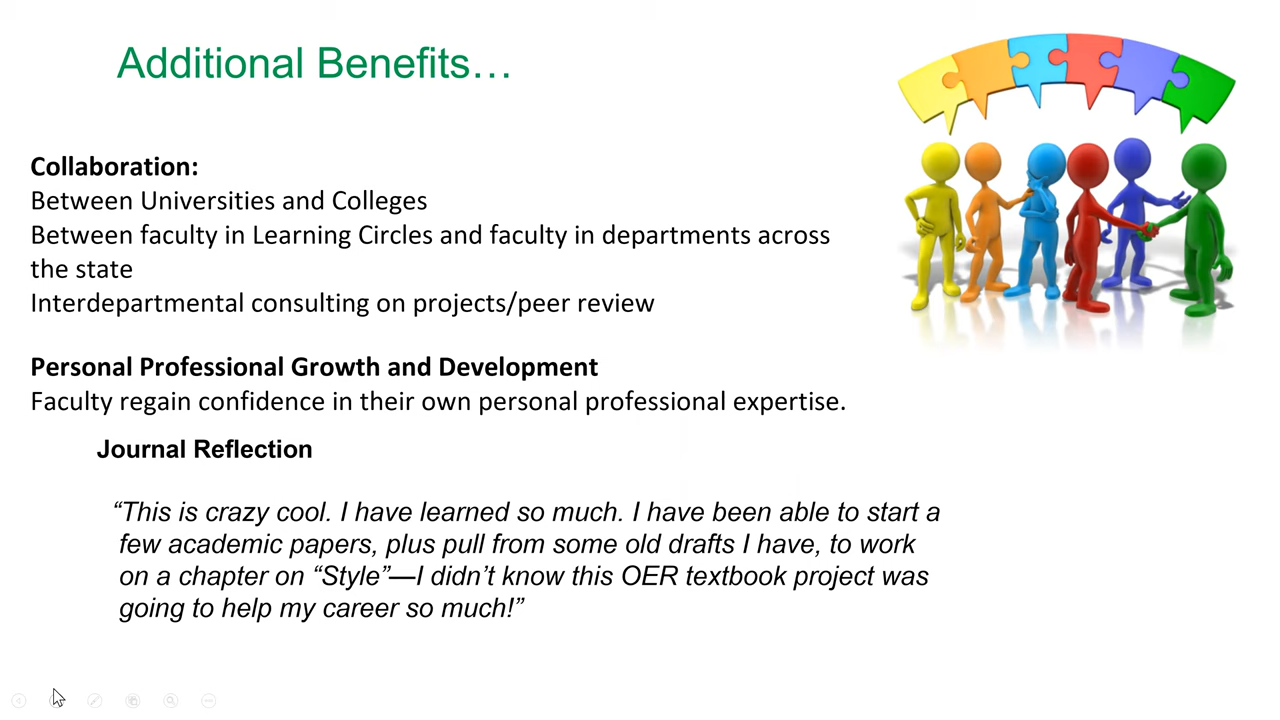 Additional Benefits…
Collaboration:
Between Universities and Colleges
Between faculty in Learning Circles and faculty in departments across
the state
Interdepartmental consulting on projects/peer review
Personal Professional Growth and Development
Faculty regain confidence in their own personal professional expertise.
Journal Reflection
“This is crazy cool. I have learned so much. I have been able to start a
few academic papers, plus pull from some old drafts I have, to work
on a chapter on “Style”—I didn’t know this OER textbook project was
going to help my career so much!”